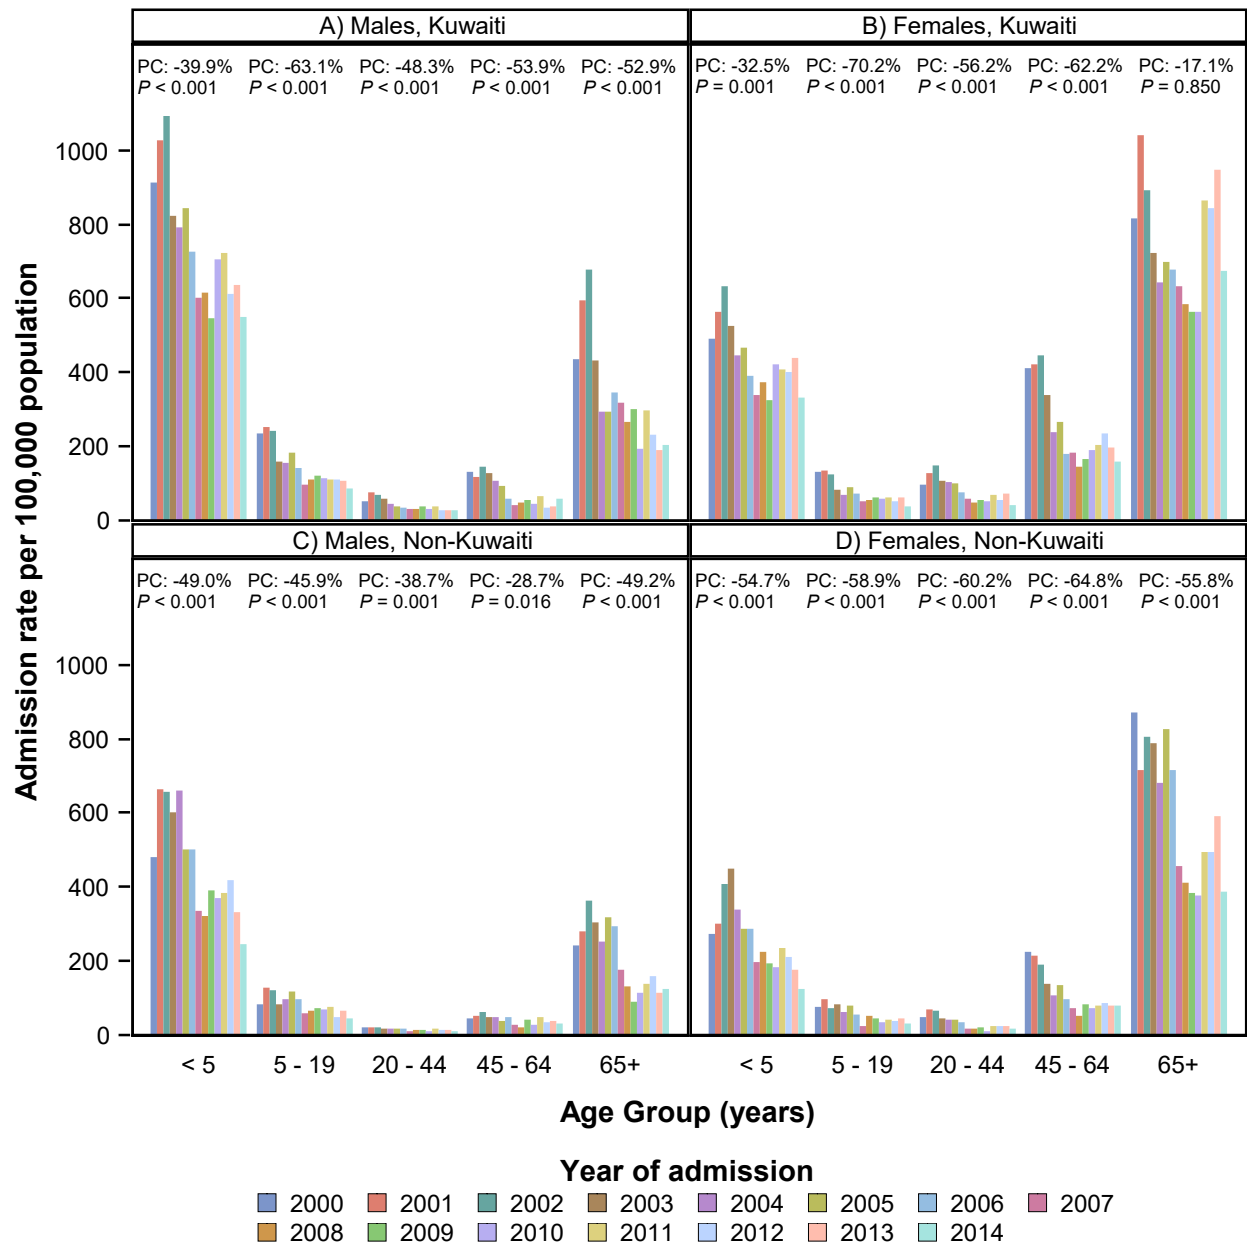 A) Males, Kuwaiti
B) Females, Kuwaiti
PC: -39.9% PC: -63.1% PC: -48.3% PC: -53.9% PC: -52.9%
P < 0.001 P < 0.001 P < 0.001 P < 0.001 P < 0.001
PC: -32.5% PC: -70.2% PC: -56.2% PC: -62.2% PC: -17.1%
P = 0.001 P < 0.001 P < 0.001 P < 0.001 P = 0.850
1000
800
600
400
200
0
C) Males, Non-Kuwaiti
D) Females, Non-Kuwaiti
PC: -49.0% PC: -45.9% PC: -38.7% PC: -28.7% PC: -49.2%
P < 0.001 P < 0.001 P = 0.001 P = 0.016 P < 0.001
PC: -54.7% PC: -58.9% PC: -60.2% PC: -64.8% PC: -55.8%
P < 0.001 P < 0.001 P < 0.001 P < 0.001 P < 0.001
1000
800
600
400
200
0
Admission rate per 100,000 population
< 5 5 - 19 20 - 44 45 - 64 65+
< 5 5 - 19 20 - 44 45 - 64 65+
Age Group (years)
Year of admission
2000 2001 2002 2003 2004 2005 2006 2007
2008 2009 2010 2011 2012 2013 2014